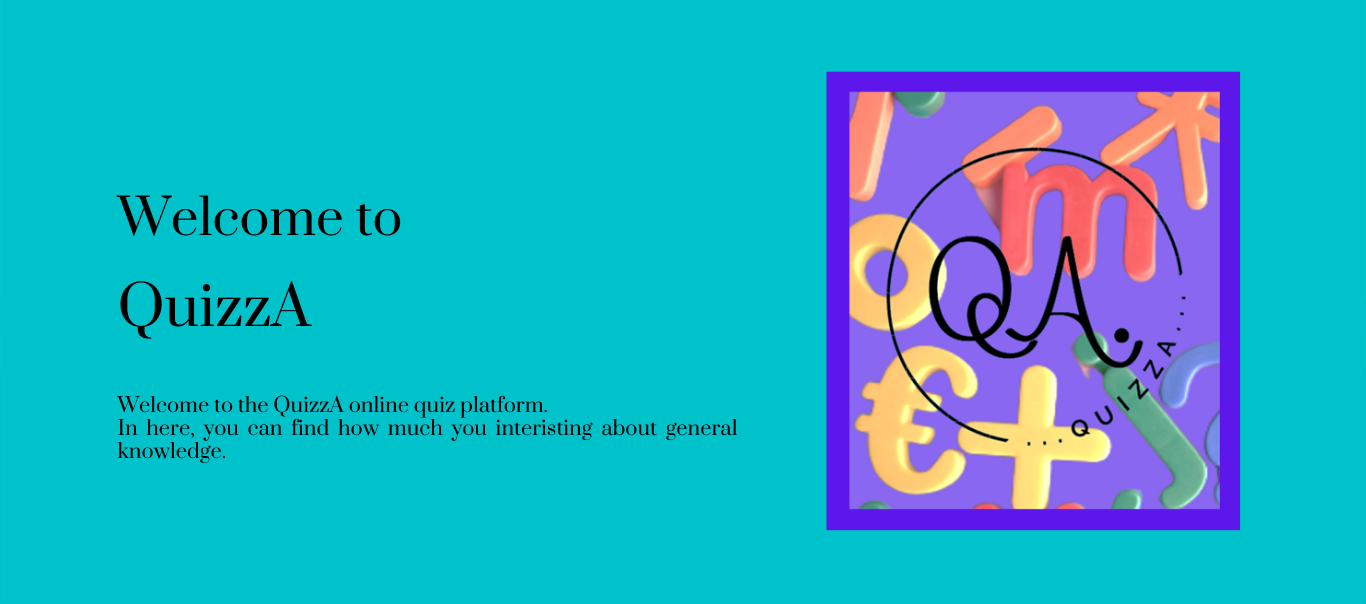 Welcome to
QuizzA
Welcome to the QuizzA online quiz platform.
In here, you can find how much you interisting about general
knowledge.
m
QA
...QUIZZA....
€ +
j